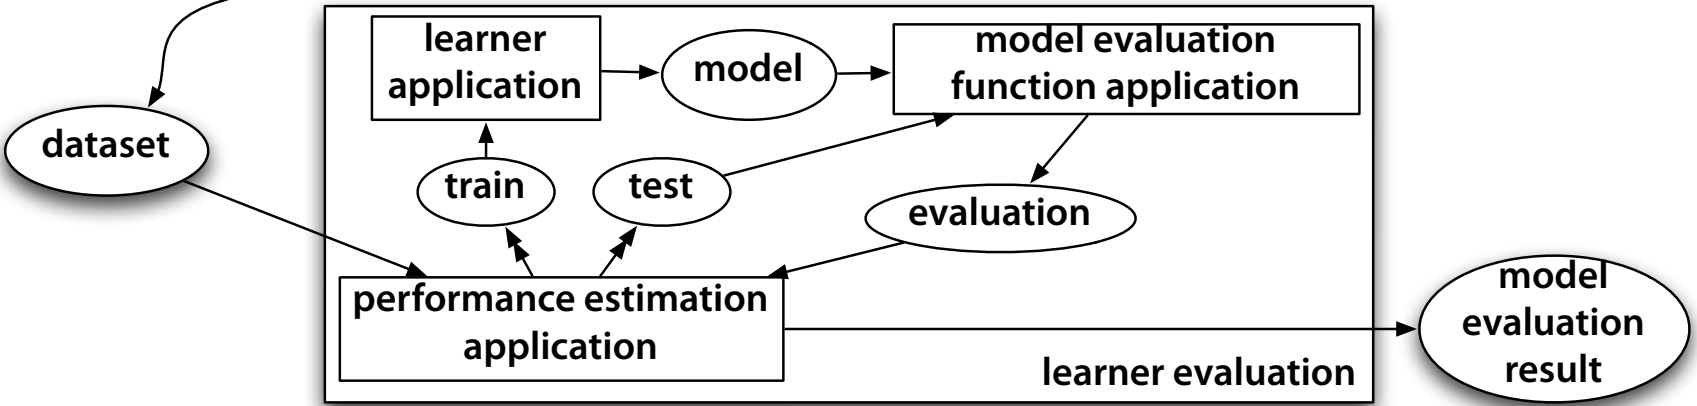 learner
application
model
model evaluation
function application
dataset
train
test
evaluation
performance estimation
application
learner evaluation
model
evaluation
result